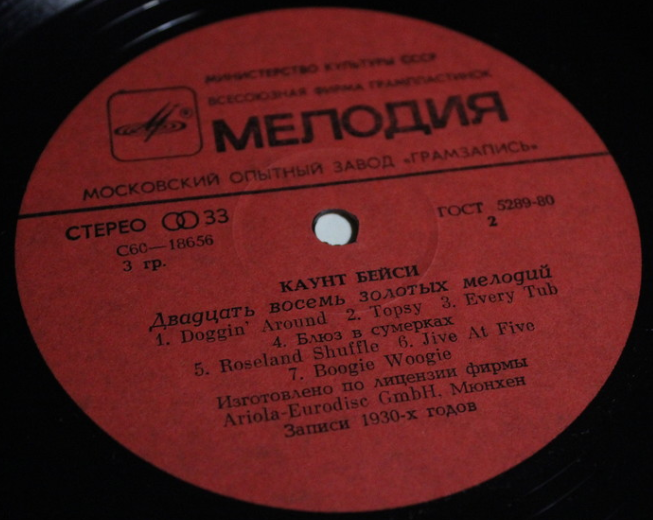 МИНИСТЕРСТВО КУЛЬТУРЫ СССР
ВСЕСОЮЗНАЯ ФИРМА ГРАМПЛАСТИНОК
МЕЛОДИЯ
МОСКОВСКИЙ ОПЫТНЫЙ ЗАВОД «ГРАМЗАПИСЬ»
СТЕРЕО 33
ГОСТ 5289-80
С60—18656
2
3 гр.
КАУНТ БЕЙСИ
Двадцать восемь золотых мелодий
1. Doggin' Around 2. Topsy 3. Every Tub
4. Блюз в сумерках
5. Roseland Shuffle 6. Jive At Five
7. Boogie Woogie
Изготовлено по лицензии фирмы
Ariola-Eurodisc GmbH, Мюнхен
Записи 1930-х годов